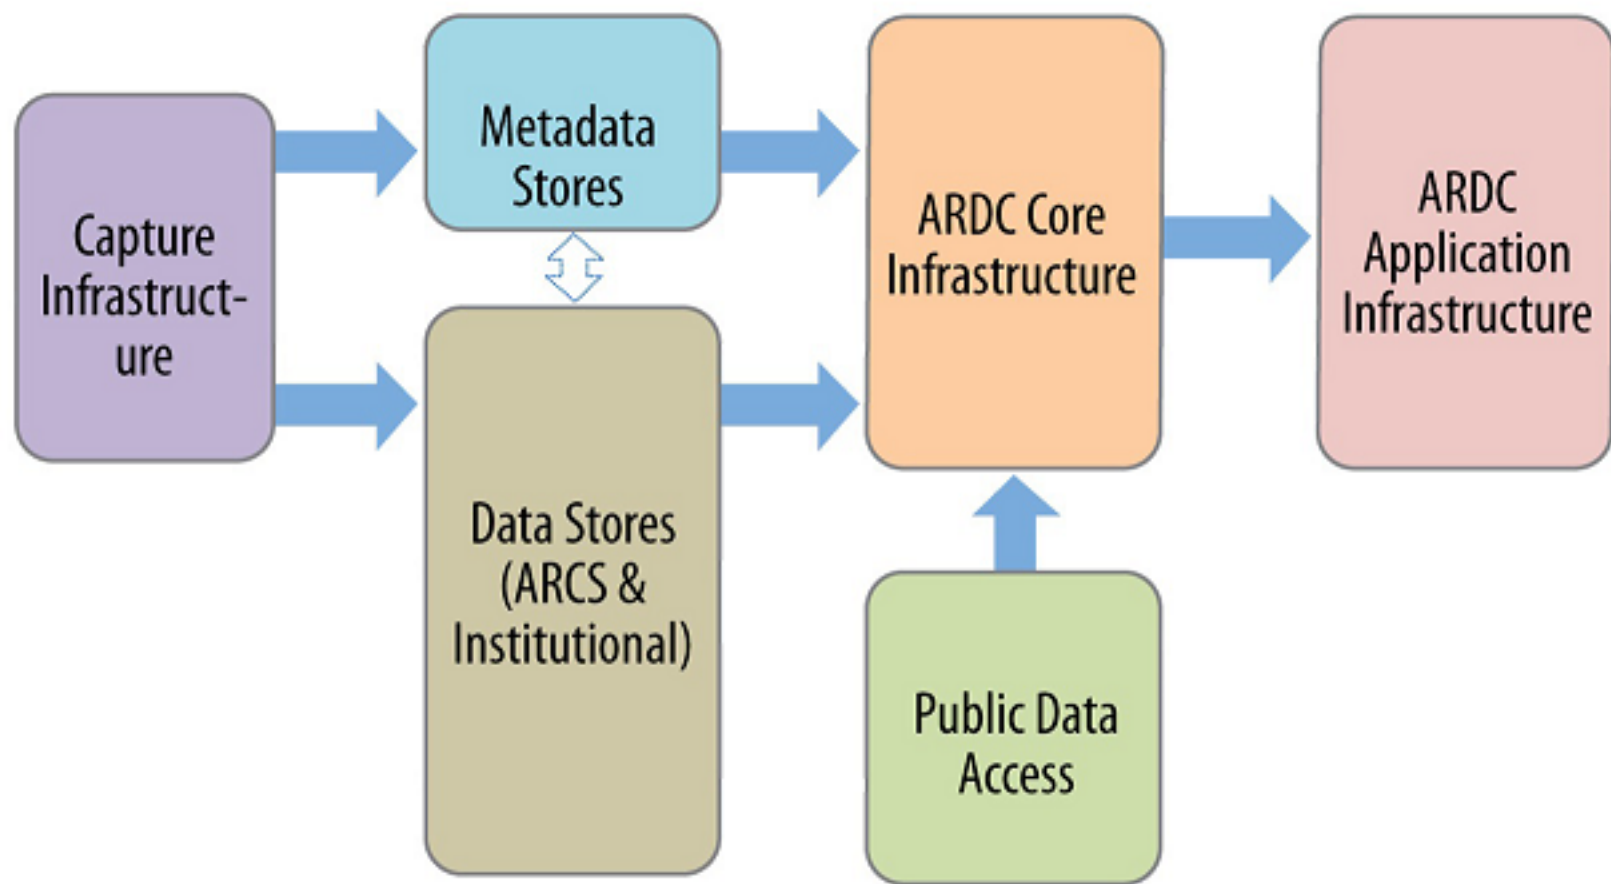 Capture
Infrastruct-
ure
Metadata
Stores
Data Stores
(ARCS &
Institutional)
ARDC Core
Infrastructure
Public Data
Access
ARDC
Application
Infrastructure